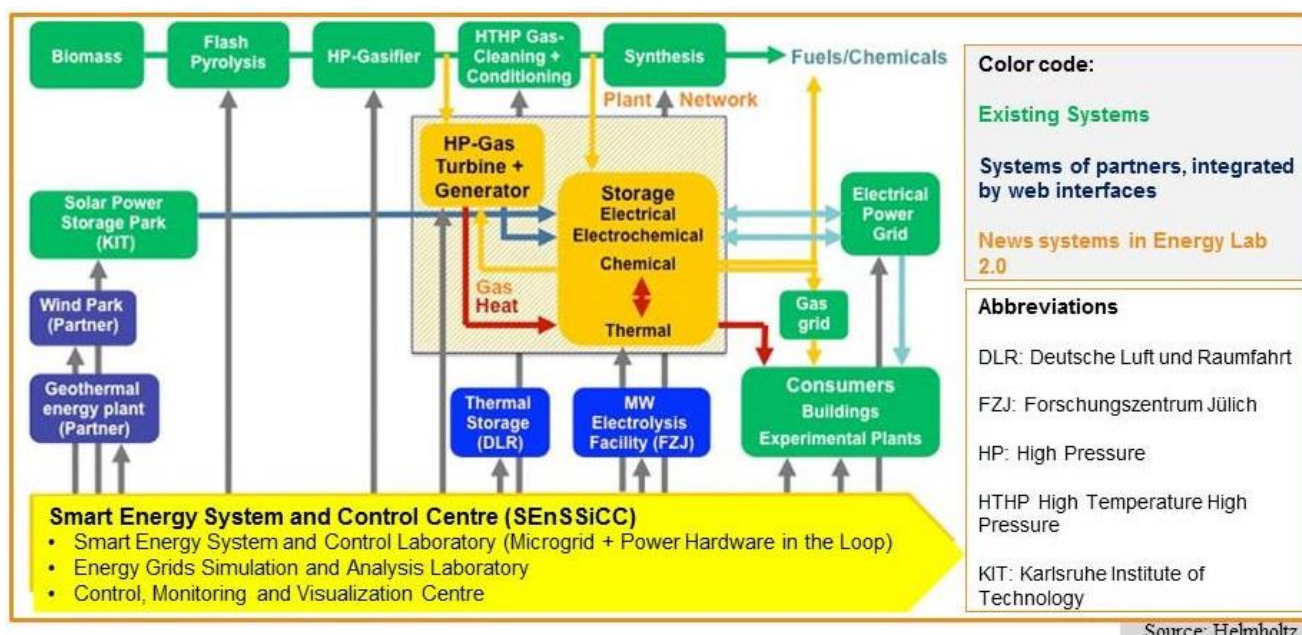 Biomass
Flash
Pyrolysis
HP-Gasifier
HTHP Gas-
Cleaning +
Conditioning
Synthesis
Fuels/Chemicals
Plant Network
HP-Gas
Turbine +
Generator
Storage
Electrical
Electrochemical
Chemical
Thermal
Gas
Heat
Solar Power
Storage Park
(KIT)
Electrical
Power
Grid
Wind Park
(Partner)
Gas
grid
Geothermal
energy plant
(Partner)
Thermal
Storage
(DLR)
MW
Electrolysis
Facility (FZJ)
Consumers
Buildings
Experimental Plants
Smart Energy System and Control Centre (SEnSSiCC)
• Smart Energy System and Control Laboratory (Microgrid + Power Hardware in the Loop)
• Energy Grids Simulation and Analysis Laboratory
• Control, Monitoring and Visualization Centre
Color code:
Existing Systems
Systems of partners, integrated
by web interfaces
News systems in Energy Lab
2.0
Abbreviations
DLR: Deutsche Luft und Raumfahrt
FZJ: Forschungszentrum Jülich
HP: High Pressure
HTHP High Temperature High
Pressure
KIT: Karlsruhe Institute of
Technology
Source: Helmholtz